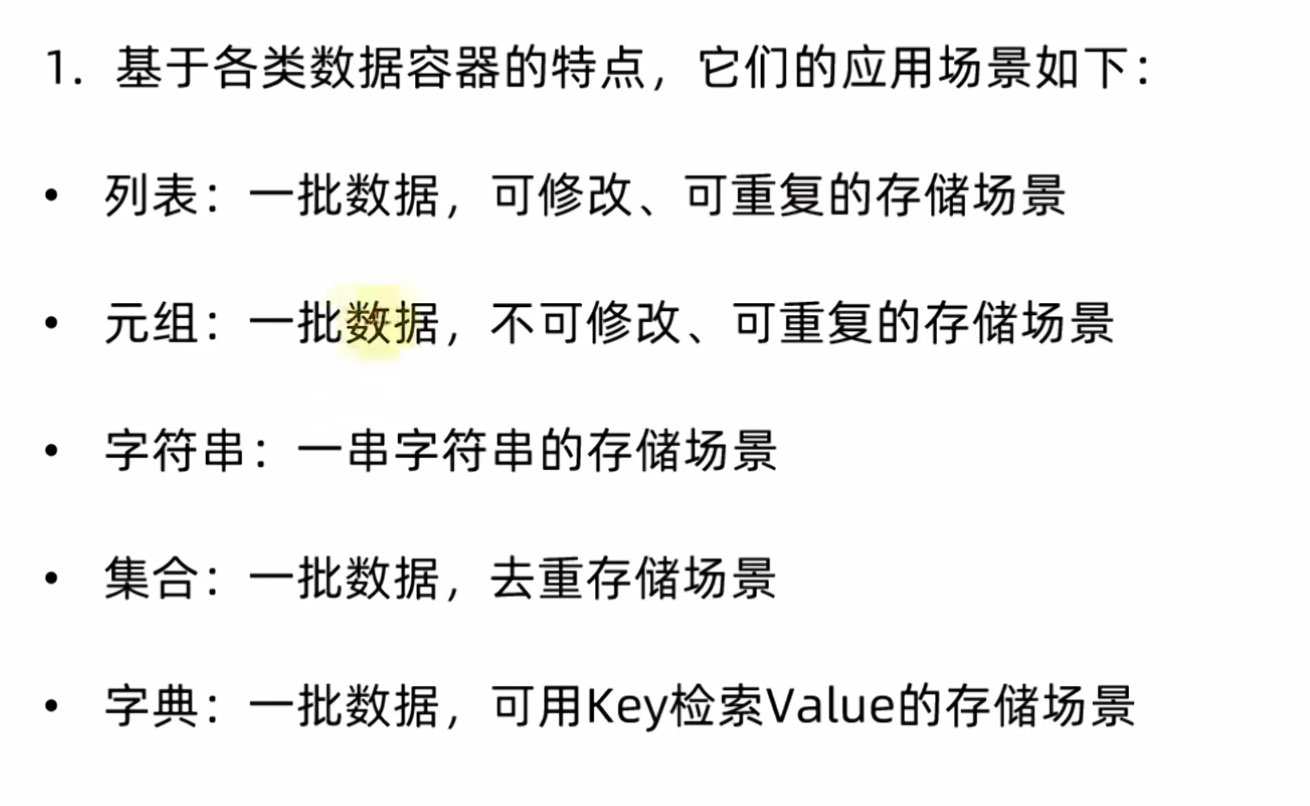 1. 基于各类数据容器的特点，它们的应用场景如下：
• 列表：一批数据，可修改、可重复的存储场景
• 元组：一批数据，不可修改、可重复的存储场景
• 字符串：一串字符串的存储场景
• 集合：一批数据，去重存储场景
• 字典：一批数据，可用Key检索Value的存储场景